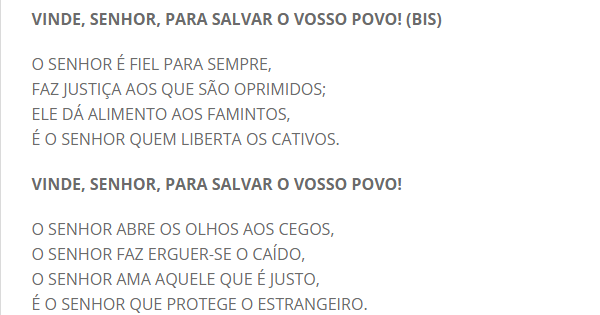 VINDE, SENHOR, PARA SALVAR O VOSSO POVO! (BIS)
O SENHOR É FIEL PARA SEMPRE,
FAZ JUSTIÇA AOS QUE SÃO OPRIMIDOS;
ELE DÁ ALIMENTO AOS FAMINTOS,
É O SENHOR QUEM LIBERTA OS CATIVOS.
VINDE, SENHOR, PARA SALVAR O VOSSO POVO!
O SENHOR ABRE OS OLHOS AOS CEGOS,
O SENHOR FAZ ERGUER-SE O CAÍDO,
O SENHOR AMA AQUELE QUE É JUSTO,
É O SENHOR QUE PROTEGE O ESTRANGEIRO.